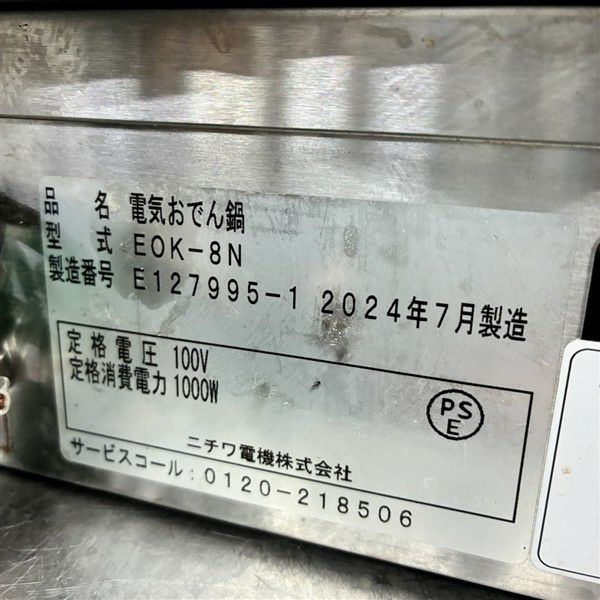 品 名 電気おでん鍋
型 式 EOK-8N
製造番号 E127995-1 2024年7月製造
定格電圧 100V
定格消費電力 1000W
PS
E
ニチワ電機株式会社
サービスコール:0120-218506